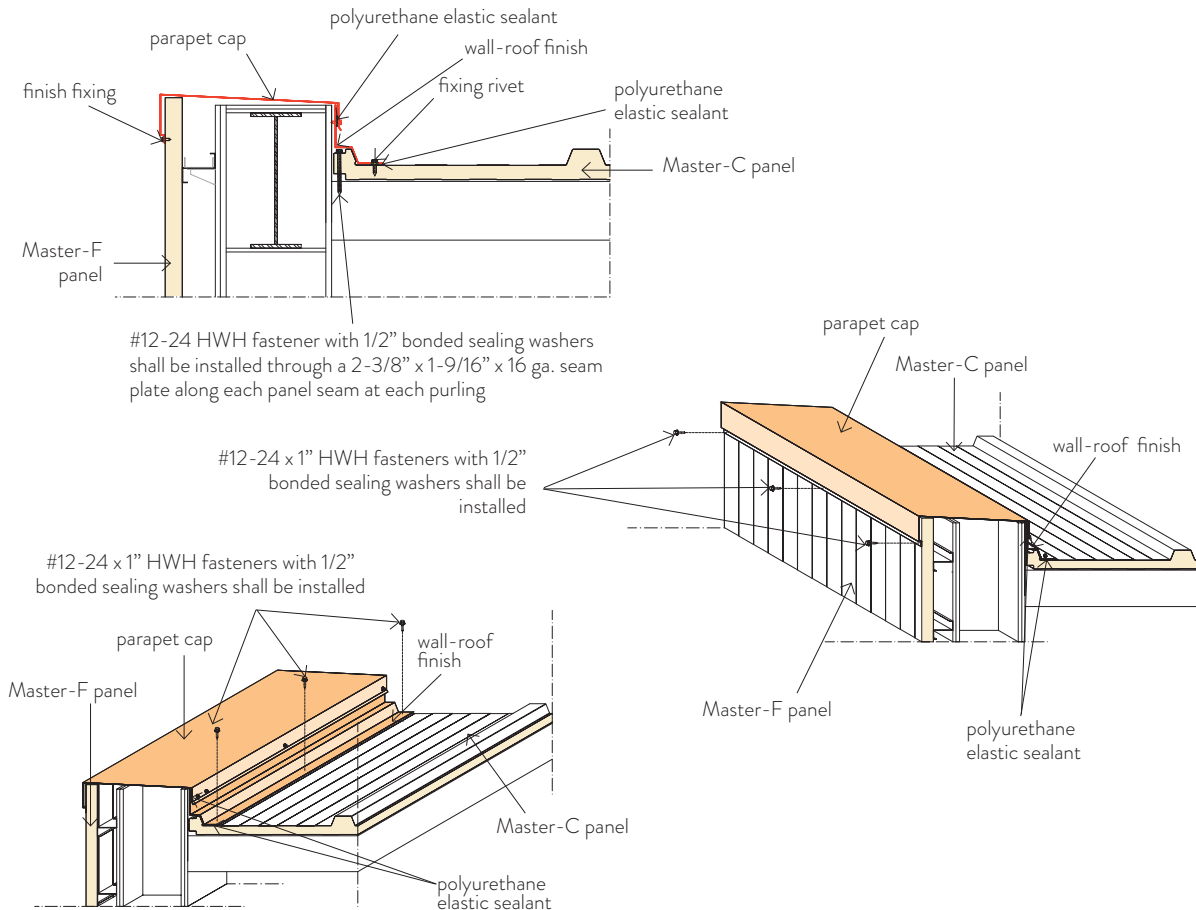 polyurethane elastic sealant
parapet cap
wall-roof finish
finish fixing
fixing rivet
polyurethane
elastic sealant
Master-C panel
Master-F
panel
#12-24 HWH fastener with 1/2” bonded sealing washers
shall be installed through a 2-3/8” x 1-9/16” x 16 ga. seam
plate along each panel seam at each purling
parapet cap
Master-C panel
wall-roof finish
#12-24 x 1” HWH fasteners with 1/2”
bonded sealing washers shall be
installed
Master-F panel
polyurethane
elastic sealant
#12-24 x 1” HWH fasteners with 1/2”
bonded sealing washers shall be installed
parapet cap
wall-roof
finish
Master-F panel
Master-C panel
polyurethane
elastic sealant